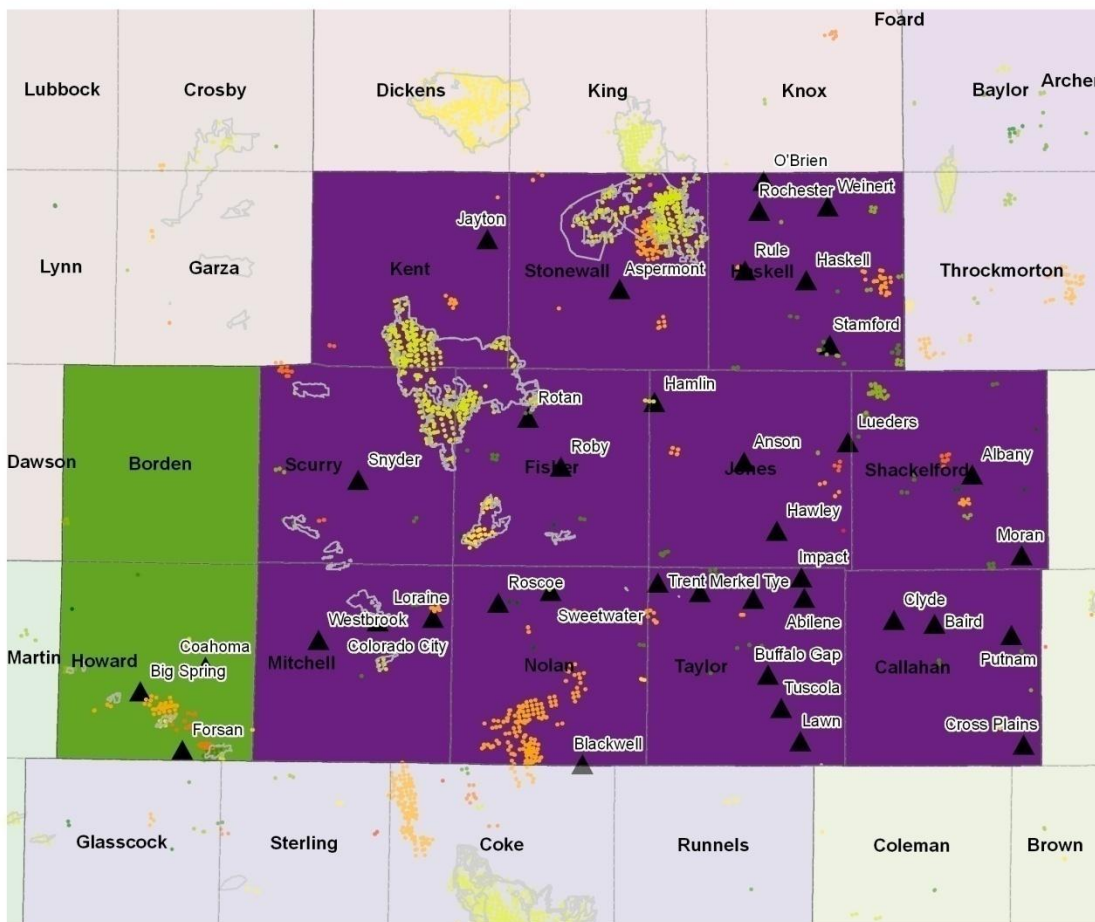 Foard
Lubbock
Crosby
Dickens
King
Knox
Baylor
Archer
O'Brien
Rochester
Weinert
Jayton
Lynn
Garza
Kent
Stonewall
Aspermont
Rule
Haskell
Haskell
Throckmorton
Stamford
Hamlin
Rotan
Lueders
Anson
Dawson
Borden
Scurry
Snyder
Fisher
Roby
Jones
Shackelford
Albany
Hawley
Moran
Impact
Roscoe
Trent Merkel Tye
Loraine
Sweetwater
Abilene
Clyde
Baird
Westbrook
Colorado City
Coahoma
Martin
Howard
Big Spring
Mitchell
Nolan
Taylor
Buffalo Gap
Callahan
Putnam
Tuscola
Forsan
Lawn
Cross Plains
Blackwell
Glasscock
Sterling
Coke
Runnels
Coleman
Brown